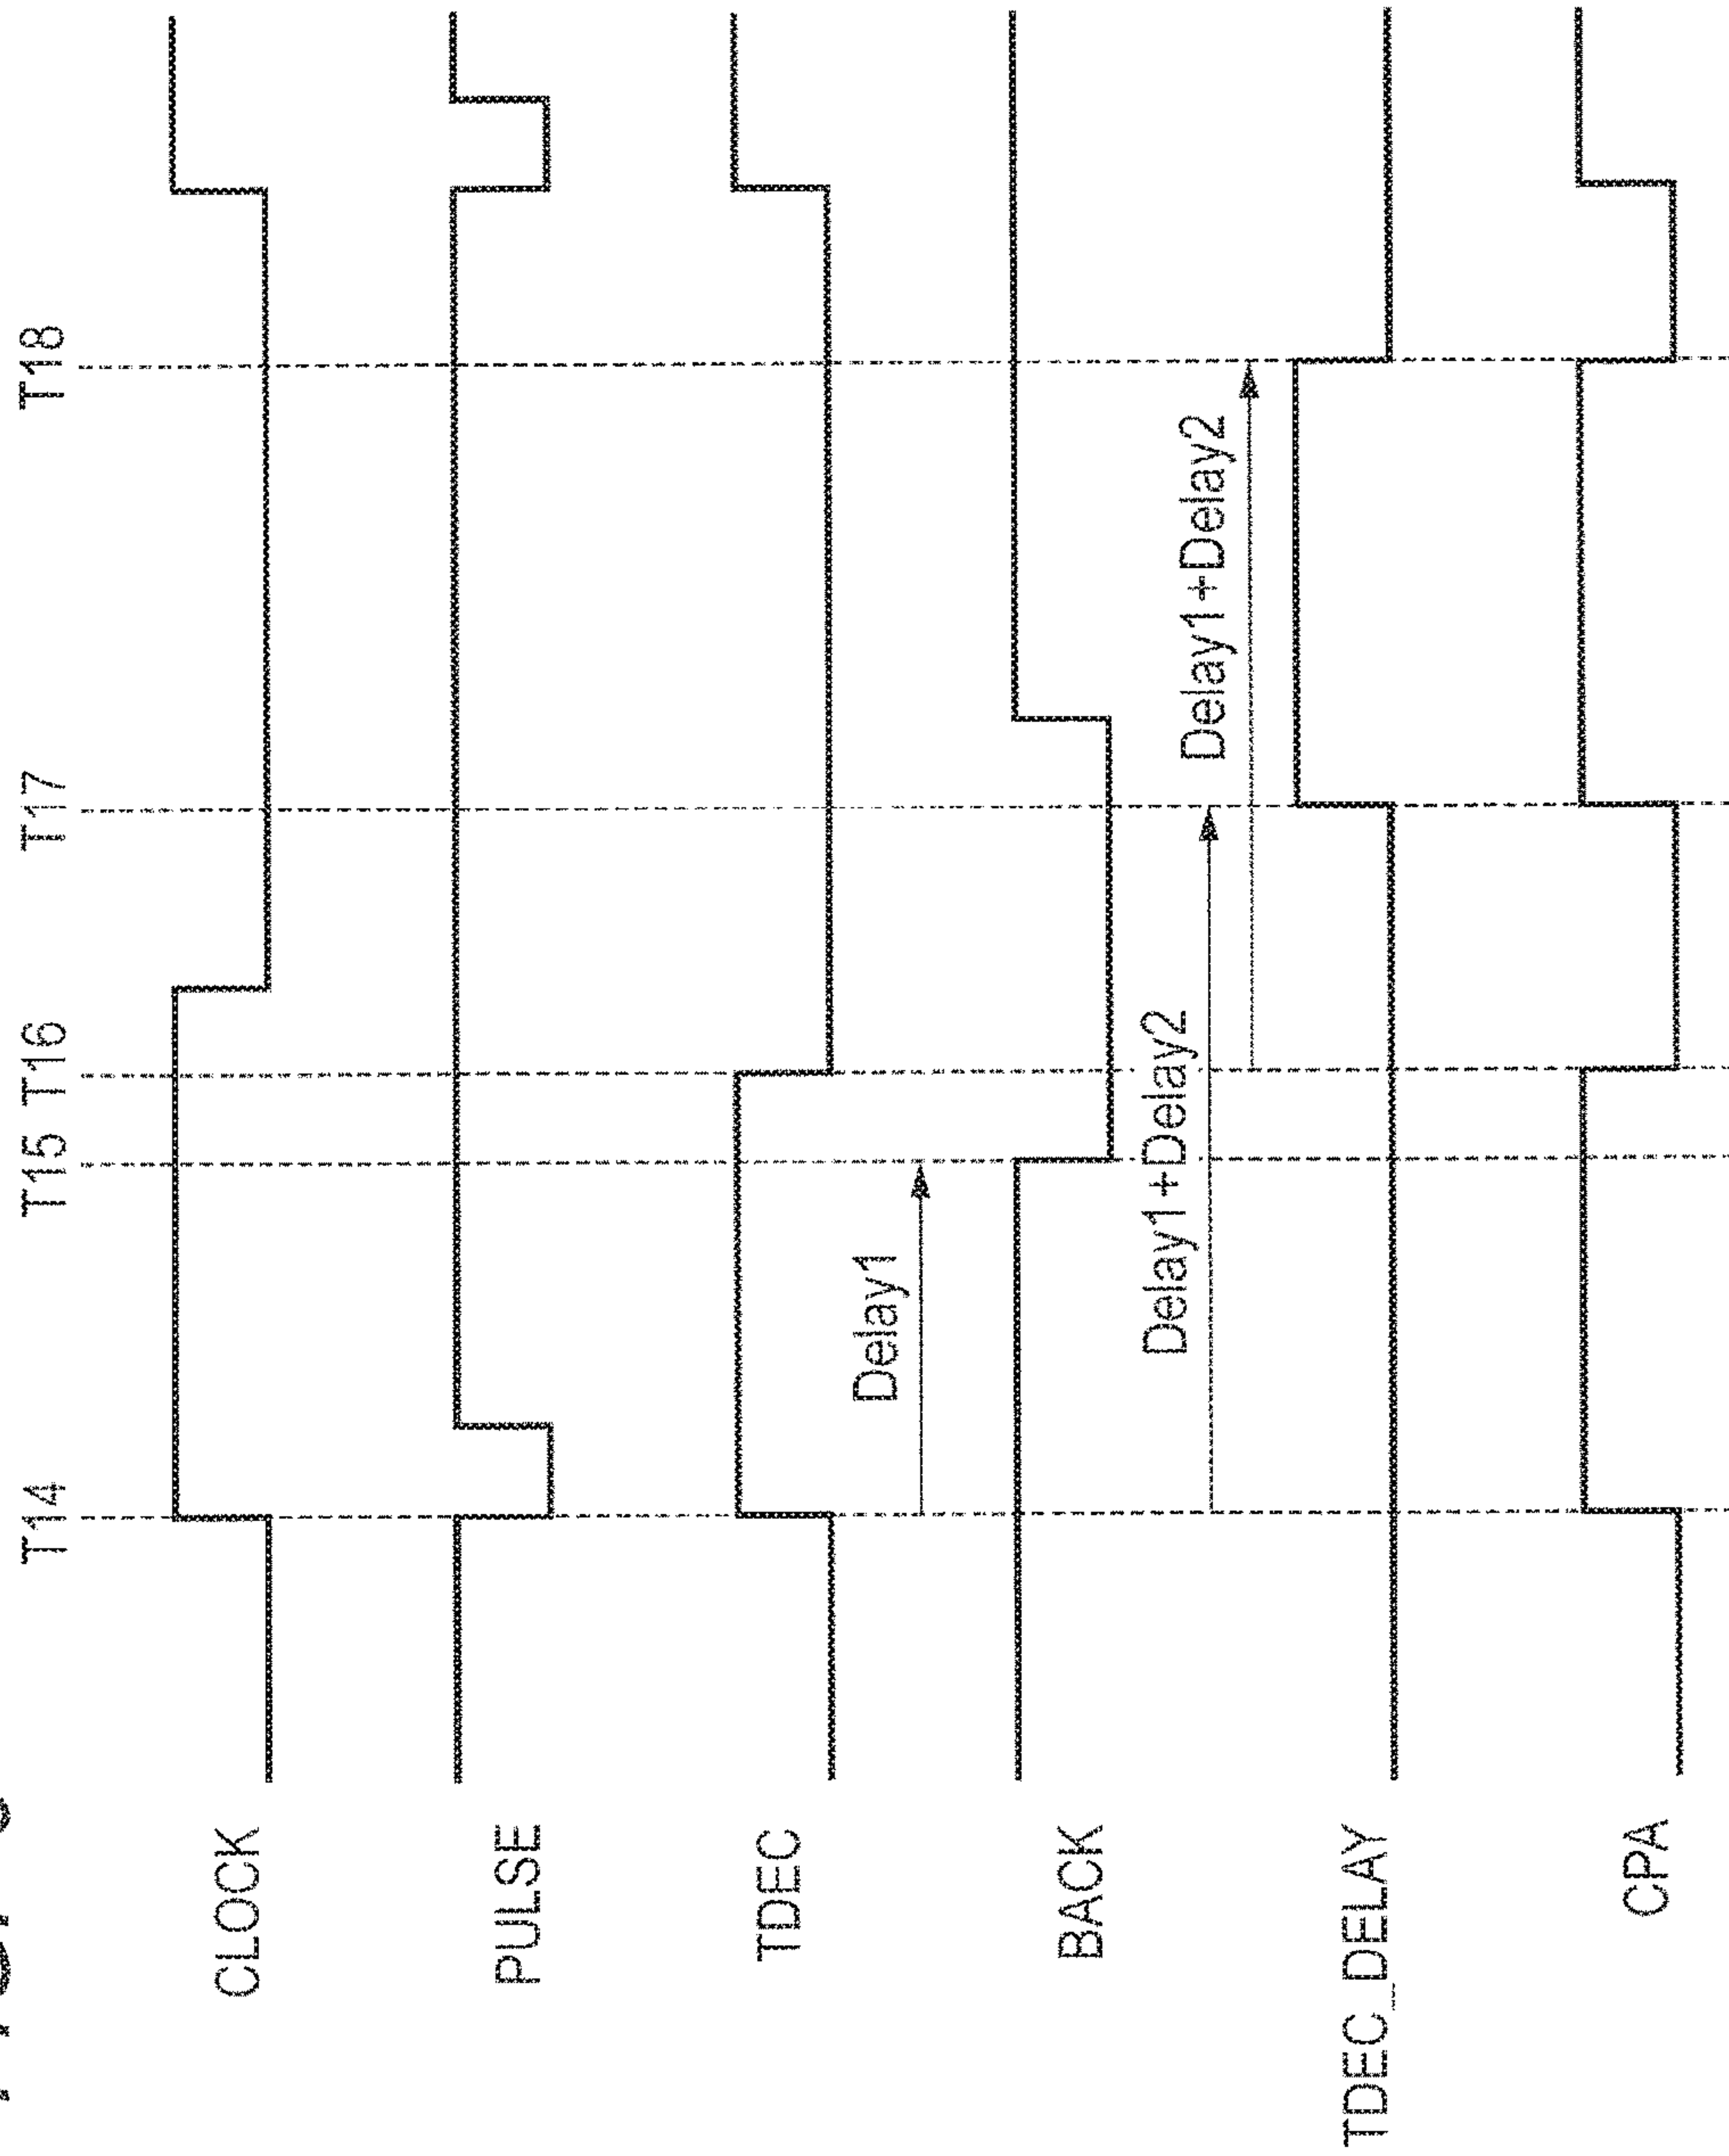 T14
T15
T16
T17
T18
CLOCK
PULSE
TDEC
Delay1
BACK
Delay1+Delay2
Delay1+Delay2
TDEC_DELAY
CPA